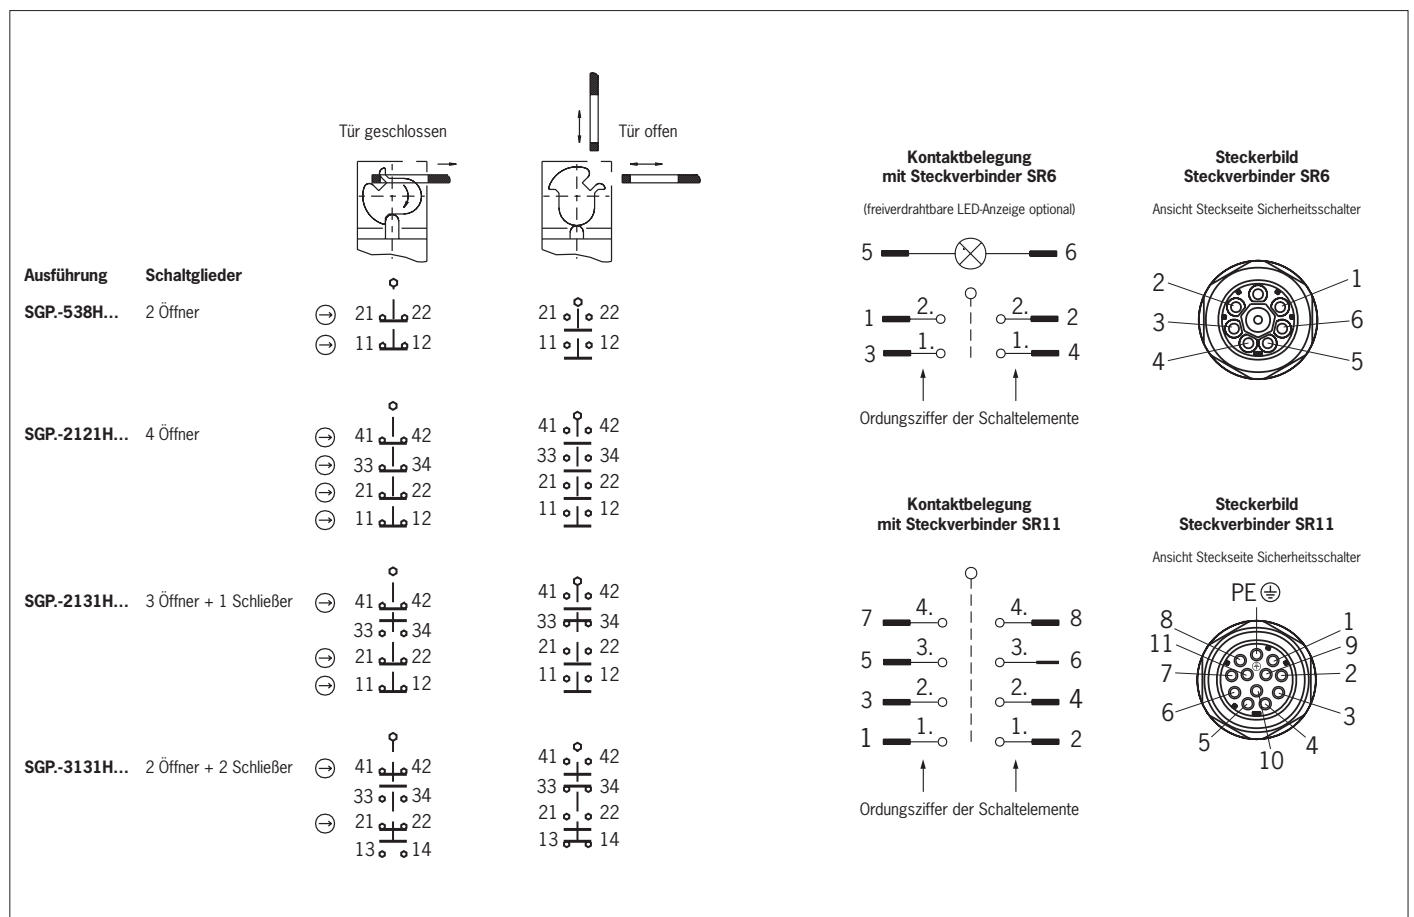 Tür geschlossen
Tür offen
Ausführung Schaltglieder
SGP.-538H... 2 Öffner
21 22
11 12
21 22
11 12
SGP.-2121H... 4 Öffner
41 42
33 34
21 22
11 12
41 42
33 34
21 22
11 12
SGP.-2131H... 3 Öffner + 1 Schließer
41 42
33 34
21 22
11 12
41 42
33 34
21 22
11 12
SGP.-3131H... 2 Öffner + 2 Schließer
41 42
33 34
21 22
13 14
41 42
33 34
21 22
13 14
Kontaktbelegung
mit Steckverbinder SR6
(freiverdrahtbare LED-Anzeige optional)
5 6
1 2. 2. 2
3 1. 1. 4
Ordungsziffer der Schaltelemente
Steckerbild
Steckverbinder SR6
Ansicht Steckseite Sicherheitsschalter
2 1
3 6
4 5
Kontaktbelegung
mit Steckverbinder SR11
7 4. 4. 8
5 3. 3. 6
3 2. 2. 4
1 1. 1. 2
Ordungsziffer der Schaltelemente
Steckerbild
Steckverbinder SR11
Ansicht Steckseite Sicherheitsschalter
PE
8 1
11 9
7 2
6 3
5 4
10